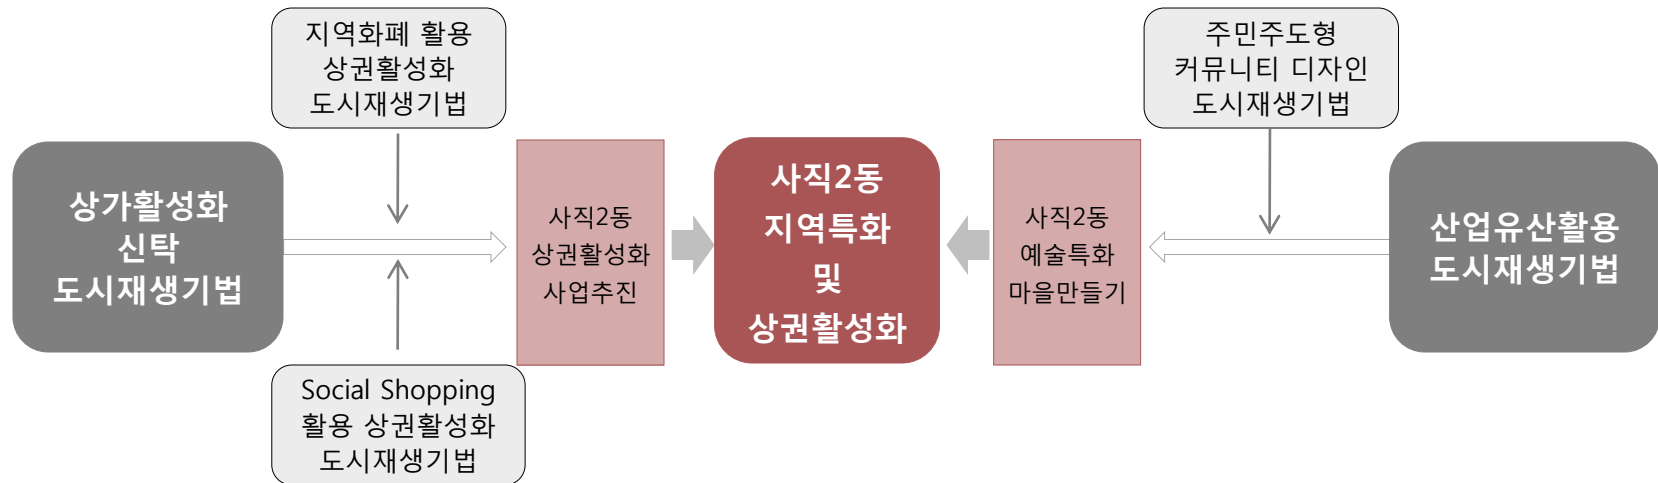 지역화폐 활용
상권활성화
도시재생기법
주민주도형
커뮤니티 디자인
도시재생기법
상가활성화
신탁
도시재생기법
사직2동
상권활성화
사업추진
사직2동
지역특화
및
상권활성화
사직2동
예술특화
마을만들기
산업유산활용
도시재생기법
Social Shopping
활용 상권활성화
도시재생기법